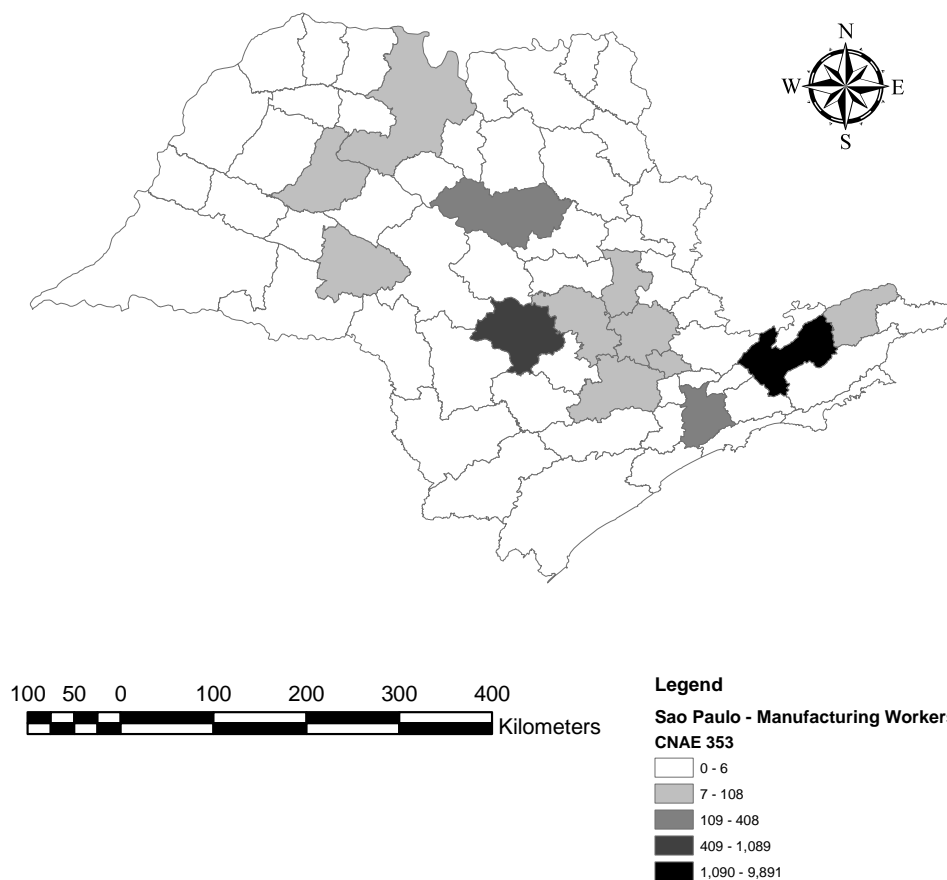 N
W E
S
100 50 0 100 200 300 400
Kilometers
Legend
Sao Paulo - Manufacturing Workers
CNAE 353
0 - 6
7 - 108
109 - 408
409 - 1,089
1,090 - 9,891